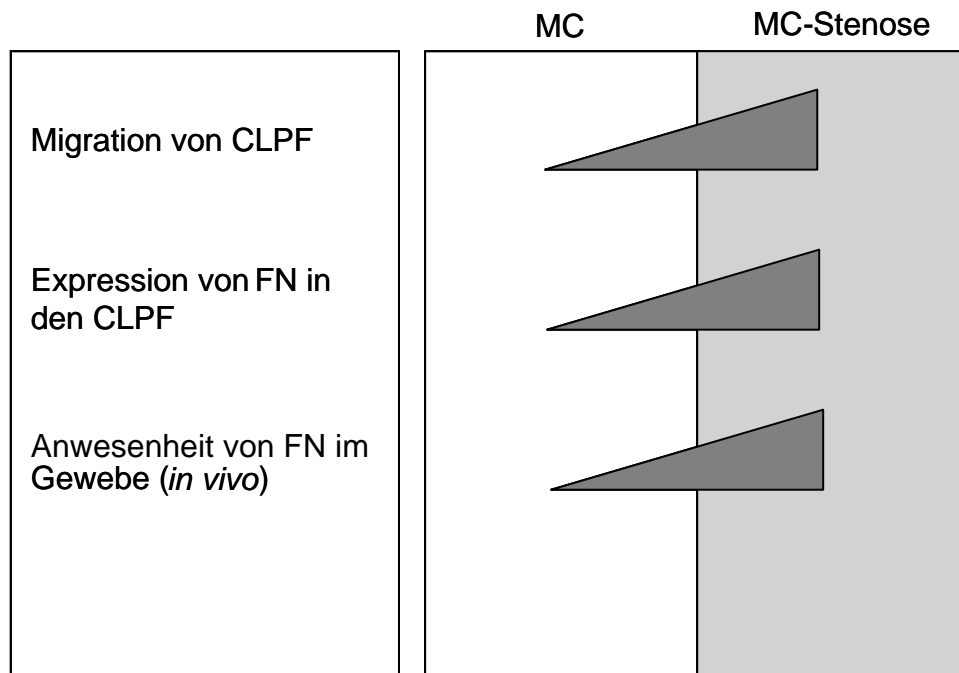 MC
MC-Stenose
Migration von CLPF
Expression von FN in
den CLPF
Anwesenheit von FN im
Gewebe (in vivo)